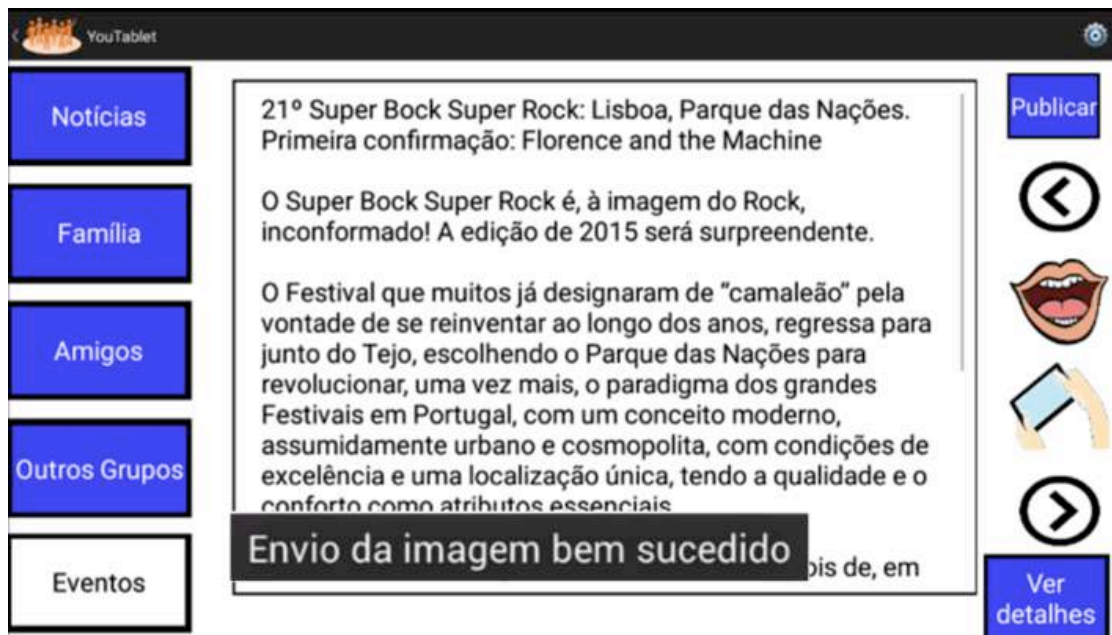 YouTablet
Notícias
Família
Amigos
Outros Grupos
Eventos
21º Super Bock Super Rock: Lisboa, Parque das Nações.
Primeira confirmação: Florence and the Machine
O Super Bock Super Rock é, à imagem do Rock,
inconformado! A edição de 2015 será surpreendente.
O Festival que muitos já designaram de “camaleão” pela
vontade de se reinventar ao longo dos anos, regressa para
junto do Tejo, escolhendo o Parque das Nações para
revolucionar, uma vez mais, o paradigma dos grandes
Festivais em Portugal, com um conceito moderno,
assumidamente urbano e cosmopolita, com condições de
excelência e uma localização única, tendo a qualidade e o
conforto como atributos essenciais
Envio da imagem bem sucedido
de, em
Publicar
Ver
detalhes